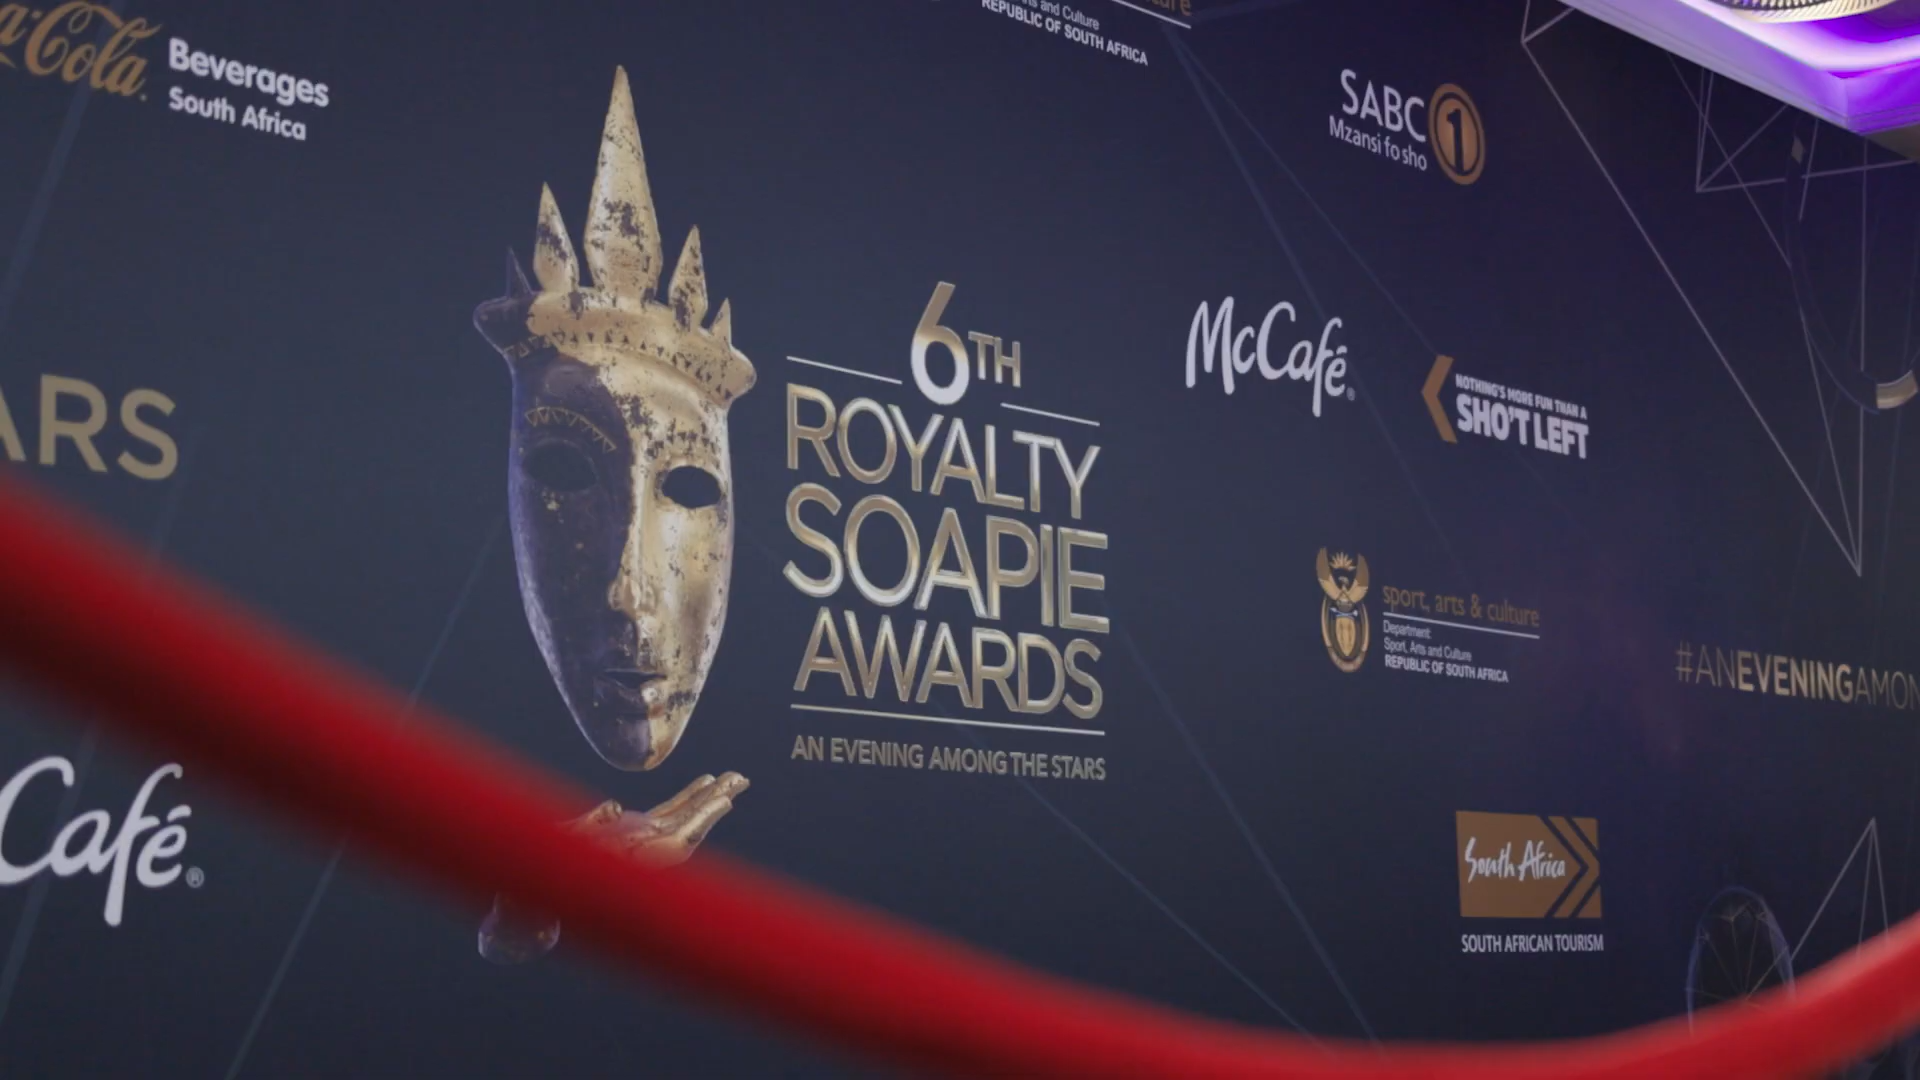 Coca-Cola
Beverages
South Africa
REPUBLIC OF SOUTH AFRICA
SABC 1
Mzansi fo sho
ARS
6TH
ROYALTY
SOAPIE
AWARDS
AN EVENING AMONG THE STARS
McCafé®
NOTHING'S MORE FUN THAN A
SHO'T LEFT
sport, arts & culture
Department:
Sport, Arts and Culture
REPUBLIC OF SOUTH AFRICA
#ANEVENINGAMON
Café®
South Africa
SOUTH AFRICAN TOURISM